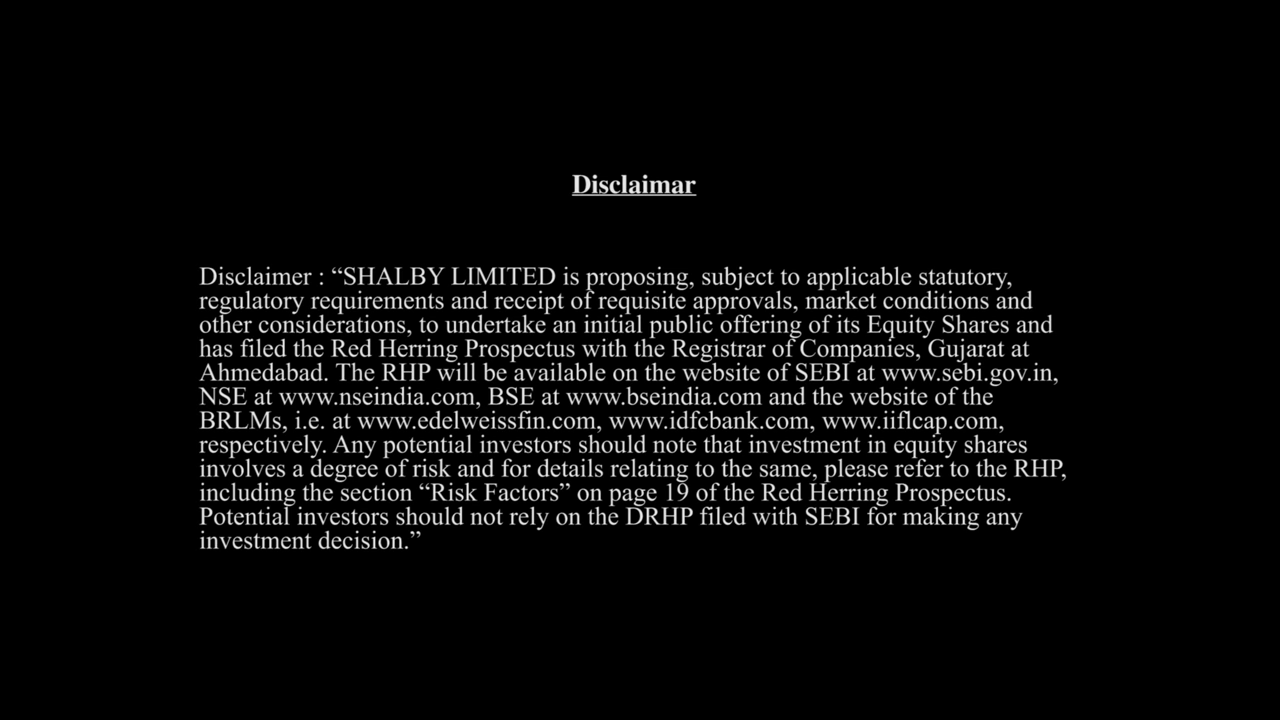 Disclaimar
Disclaimer : “SHALBY LIMITED is proposing, subject to applicable statutory,
regulatory requirements and receipt of requisite approvals, market conditions and
other considerations, to undertake an initial public offering of its Equity Shares and
has filed the Red Herring Prospectus with the Registrar of Companies, Gujarat at
Ahmedabad. The RHP will be available on the website of SEBI at www.sebi.gov.in,
NSE at www.nseindia.com, BSE at www.bseindia.com and the website of the
BRLMs, i.e. at www.edelweissfin.com, www.idfcbank.com, www.iiflcap.com,
respectively. Any potential investors should note that investment in equity shares
involves a degree of risk and for details relating to the same, please refer to the RHP,
including the section “Risk Factors” on page 19 of the Red Herring Prospectus.
Potential investors should not rely on the DRHP filed with SEBI for making any
investment decision.”